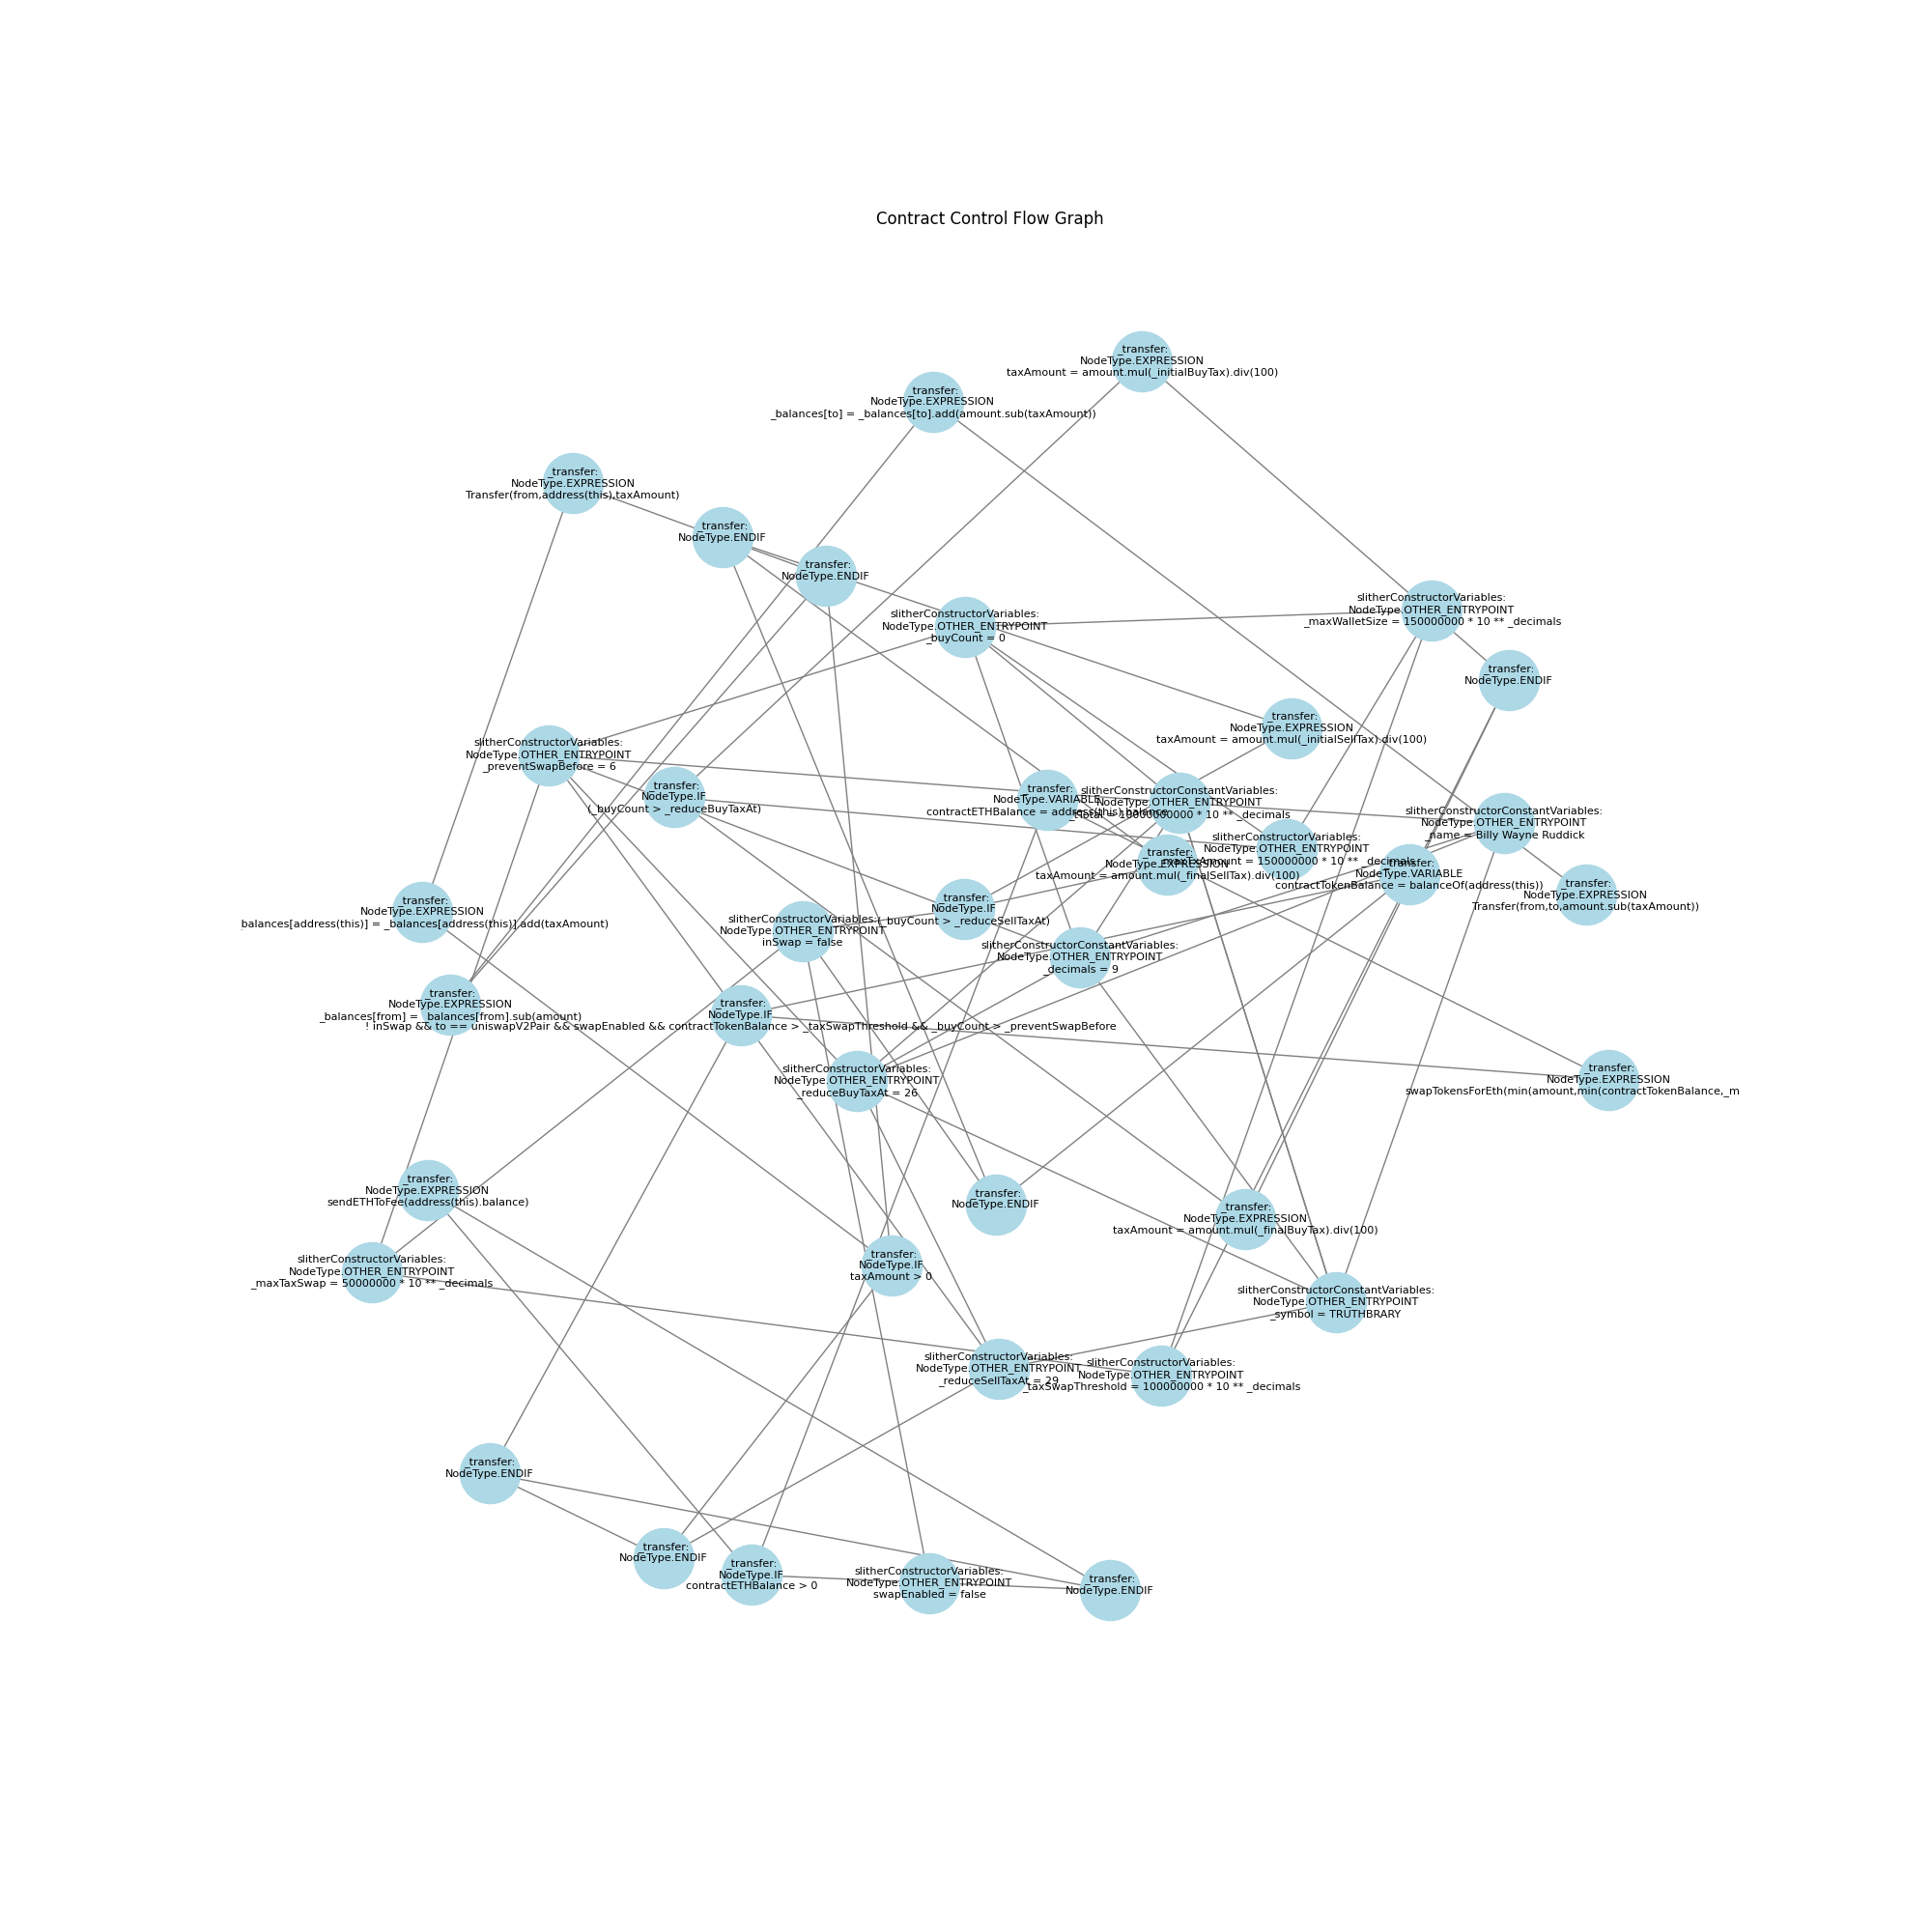 Contract Control Flow Graph
_transfer:
NodeType.EXPRESSION
taxAmount = amount.mul(_initialBuyTax).div(100)
_transfer:
NodeType.EXPRESSION
_balances[to] = _balances[to].add(amount.sub(taxAmount))
_transfer:
NodeType.EXPRESSION
Transfer(from,address(this),taxAmount)
_transfer:
NodeType.ENDIF
_transfer:
NodeType.ENDIF
slitherConstructorVariables:
NodeType.OTHER_ENTRYPOINT
_buyCount = 0
slitherConstructorVariables:
NodeType.OTHER_ENTRYPOINT
_maxWalletSize = 150000000 * 10 ** _decimals
_transfer:
NodeType.ENDIF
_transfer:
NodeType.EXPRESSION
taxAmount = amount.mul(_initialSellTax).div(100)
slitherConstructorVariables:
NodeType.OTHER_ENTRYPOINT
_preventSwapBefore = 6
_transfer:
NodeType.IF
(_buyCount > _reduceBuyTaxAt)
_transfer:
NodeType.VARIABLE
contractETHBalance = address(this).balance
slitherConstructorConstantVariables:
NodeType.OTHER_ENTRYPOINT
_tTotal = 10000000000 * 10 ** _decimals
slitherConstructorConstantVariables:
NodeType.OTHER_ENTRYPOINT
_name = Billy Wayne Ruddick
slitherConstructorVariables:
NodeType.OTHER_ENTRYPOINT
_maxTxAmount = 150000000 * 10 ** _decimals
_transfer:
NodeType.EXPRESSION
taxAmount = amount.mul(_finalSellTax).div(100)
_transfer:
NodeType.VARIABLE
contractTokenBalance = balanceOf(address(this))
_transfer:
NodeType.EXPRESSION
Transfer(from,to,amount.sub(taxAmount))
_transfer:
NodeType.EXPRESSION
balances[address(this)] = _balances[address(this)].add(taxAmount)
_transfer:
NodeType.IF
(_buyCount > _reduceSellTaxAt)
slitherConstructorVariables:
NodeType.OTHER_ENTRYPOINT
inSwap = false
slitherConstructorConstantVariables:
NodeType.OTHER_ENTRYPOINT
_decimals = 9
_transfer:
NodeType.EXPRESSION
_balances[from] = _balances[from].sub(amount)
_transfer:
NodeType.IF
! inSwap && to == uniswapV2Pair && swapEnabled && contractTokenBalance > _taxSwapThreshold && _buyCount > _preventSwapBefore
slitherConstructorVariables:
NodeType.OTHER_ENTRYPOINT
_reduceBuyTaxAt = 26
_transfer:
NodeType.EXPRESSION
swapTokensForEth(min(amount,min(contractTokenBalance,_m
_transfer:
NodeType.EXPRESSION
sendETHToFee(address(this).balance)
_transfer:
NodeType.ENDIF
_transfer:
NodeType.EXPRESSION
taxAmount = amount.mul(_finalBuyTax).div(100)
slitherConstructorVariables:
NodeType.OTHER_ENTRYPOINT
_maxTaxSwap = 50000000 * 10 ** _decimals
_transfer:
NodeType.IF
taxAmount > 0
slitherConstructorConstantVariables:
NodeType.OTHER_ENTRYPOINT
_symbol = TRUTHBRARY
slitherConstructorVariables:
NodeType.OTHER_ENTRYPOINT
_reduceSellTaxAt = 29
slitherConstructorVariables:
NodeType.OTHER_ENTRYPOINT
_taxSwapThreshold = 100000000 * 10 ** _decimals
_transfer:
NodeType.ENDIF
_transfer:
NodeType.ENDIF
_transfer:
NodeType.IF
contractETHBalance > 0
slitherConstructorVariables:
NodeType.OTHER_ENTRYPOINT
swapEnabled = false
_transfer:
NodeType.ENDIF